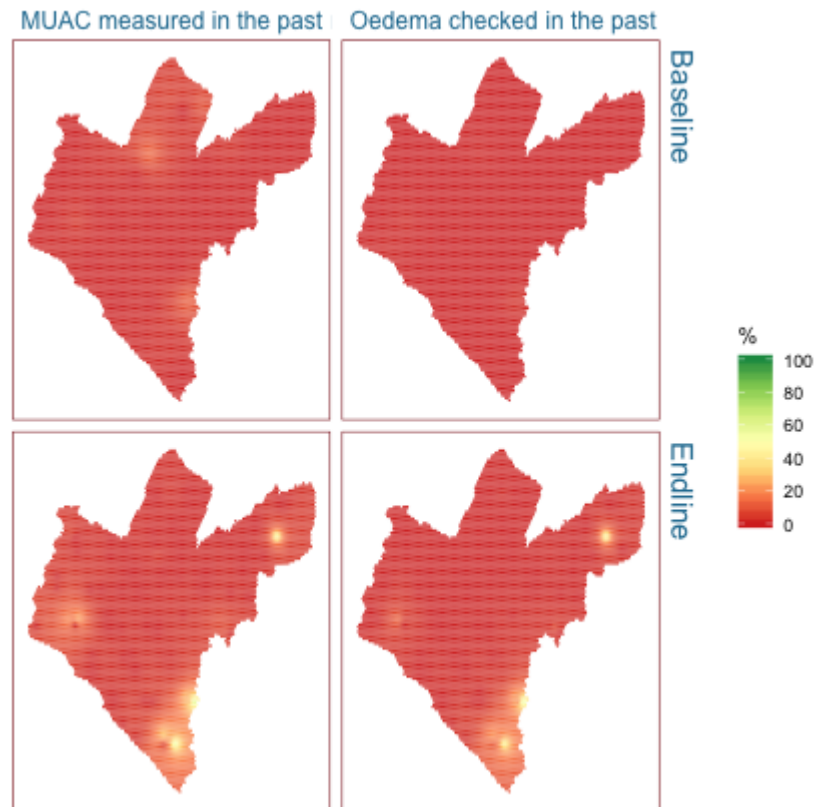 MUAC measured in the past
Oedema checked in the past
Baseline
Endline
%
100
80
60
40
20
0